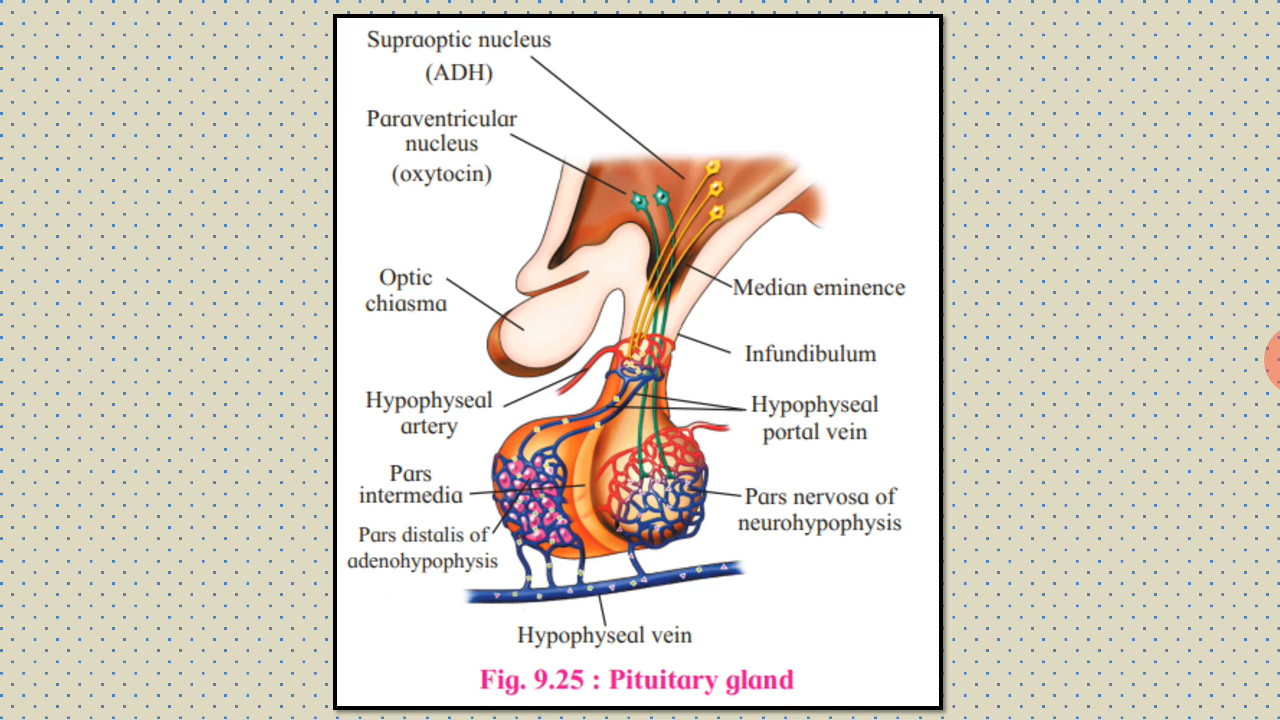 Supraoptic nucleus
(ADH)
Paraventricular
nucleus
(oxytocin)
Optic
chiasma
Median eminence
Infundibulum
Hypophyseal
artery
Hypophyseal
portal vein
Pars
intermedia
Pars nervosa of
neurohypophysis
Pars distalis of
adenohypophysis
Hypophyseal vein
Fig. 9.25 : Pituitary gland